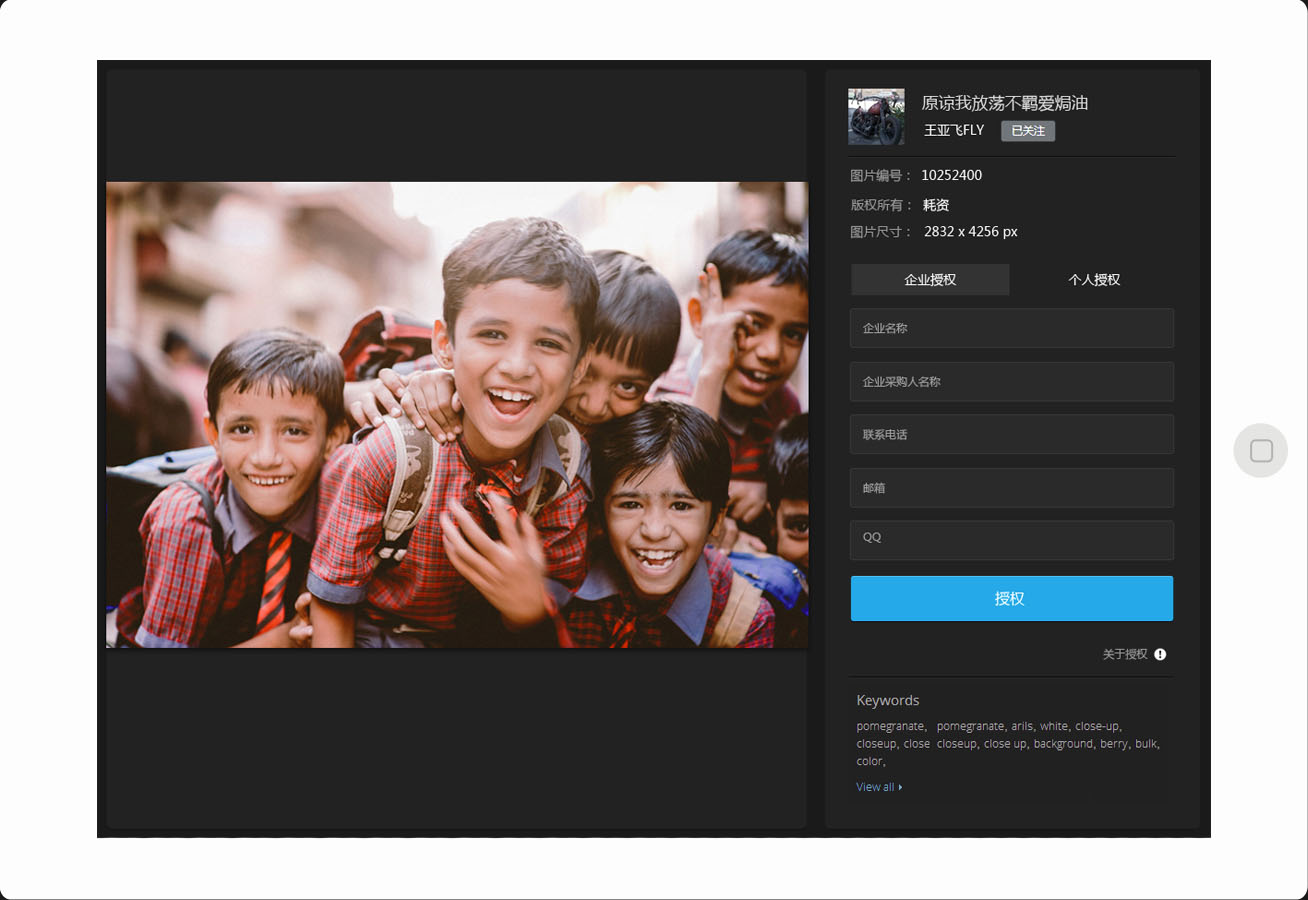 原谅我放荡不羁爱焗油
王亚飞FLY 已关注
图片编号： 10252400
版权所有： 耗资
图片尺寸： 2832 x 4256 px
企业授权 个人授权
企业名称
企业采购人名称
联系电话
邮箱
QQ
授权
关于授权
Keywords
pomegranate, pomegranate, arils, white, close-up,
closeup, close closeup, close up, background, berry, bulk,
color,
View all